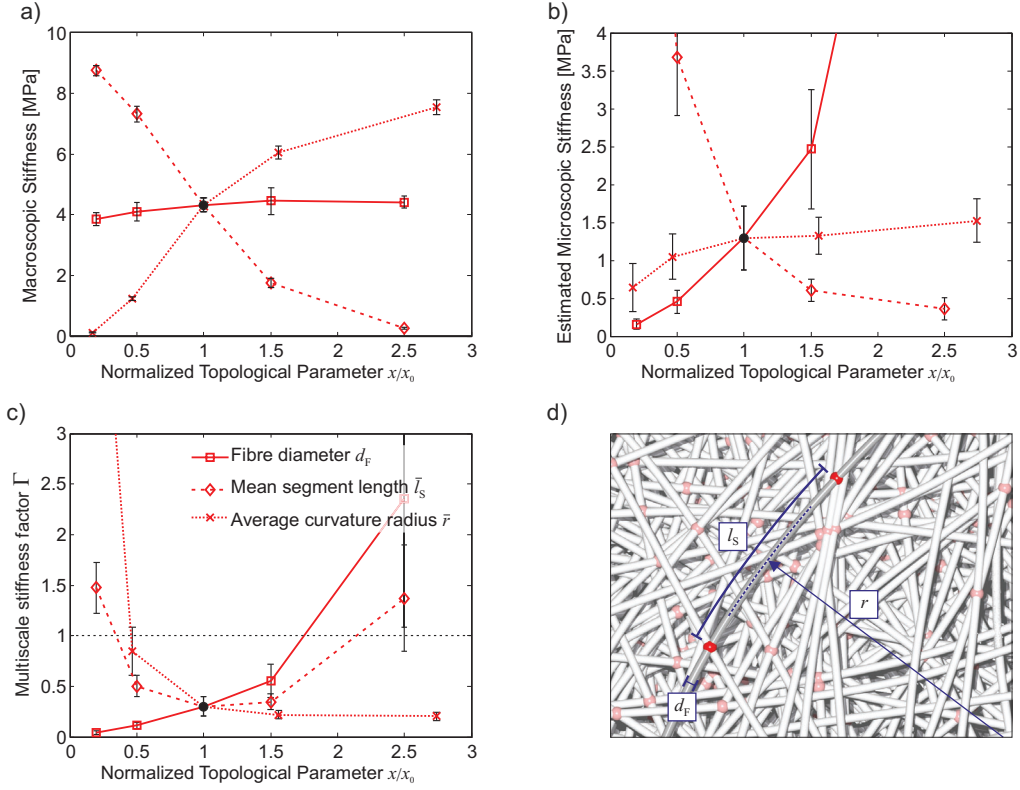 a)
Macroscopic Stiffness [MPa]
10
8
6
4
2
0
0 0.5 1 1.5 2 2.5 3
Normalized Topological Parameter x/x₀
b)
Estimated Microscopic Stiffness [MPa]
4
3.5
3
2.5
2
1.5
1
0.5
0
0 0.5 1 1.5 2 2.5 3
Normalized Topological Parameter x/x₀
c)
Multiscale stiffness factor Γ
3
2.5
2
1.5
1
0.5
0
Fibre diameter d_F
Mean segment length l̄_S
Average curvature radius r̄
0 0.5 1 1.5 2 2.5 3
Normalized Topological Parameter x/x₀
d)
l_S
r
d_F